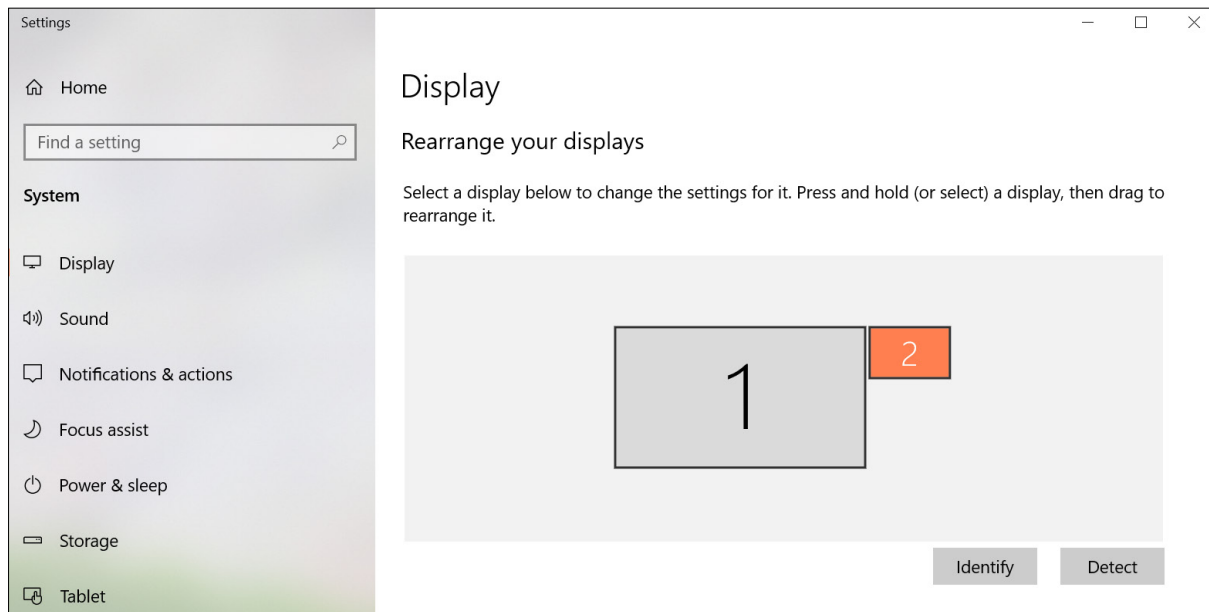 Settings
Home
Find a setting
System
Display
Sound
Notifications & actions
Focus assist
Power & sleep
Storage
Tablet
Display
Rearrange your displays
Select a display below to change the settings for it. Press and hold (or select) a display, then drag to
rearrange it.
1
2
Identify
Detect